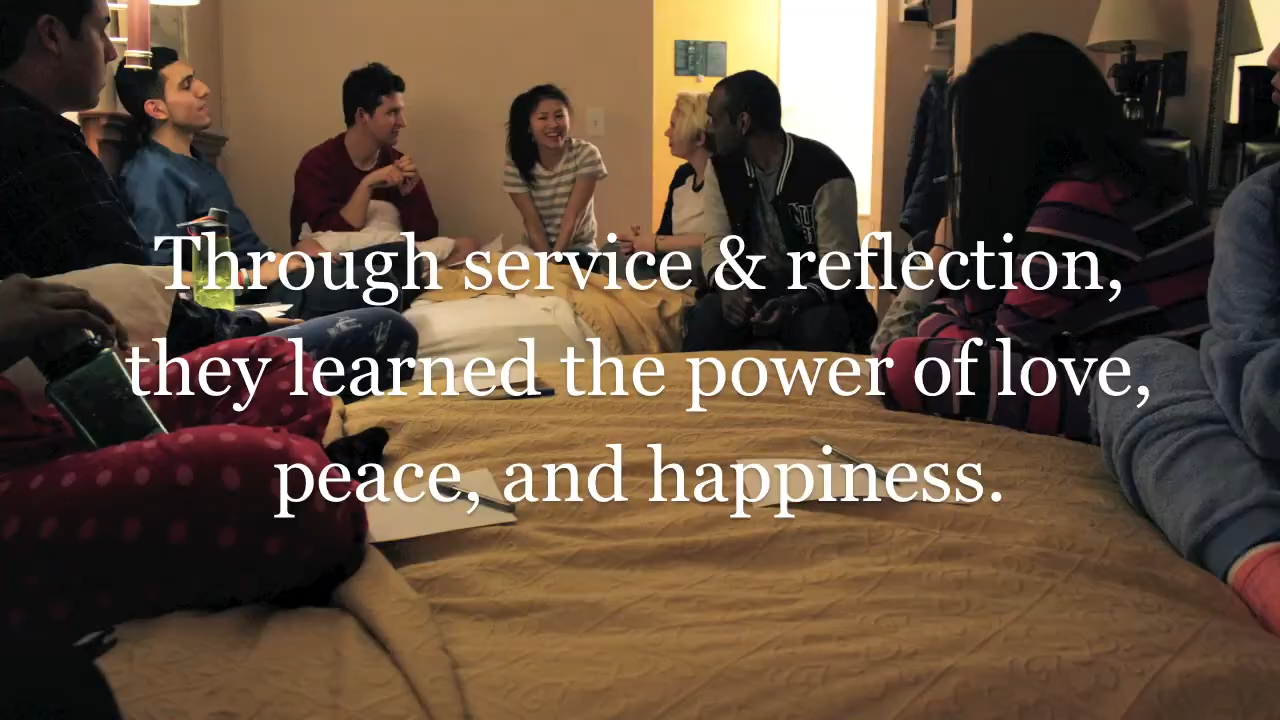 Through service & reflection,
they learned the power of love,
peace, and happiness.